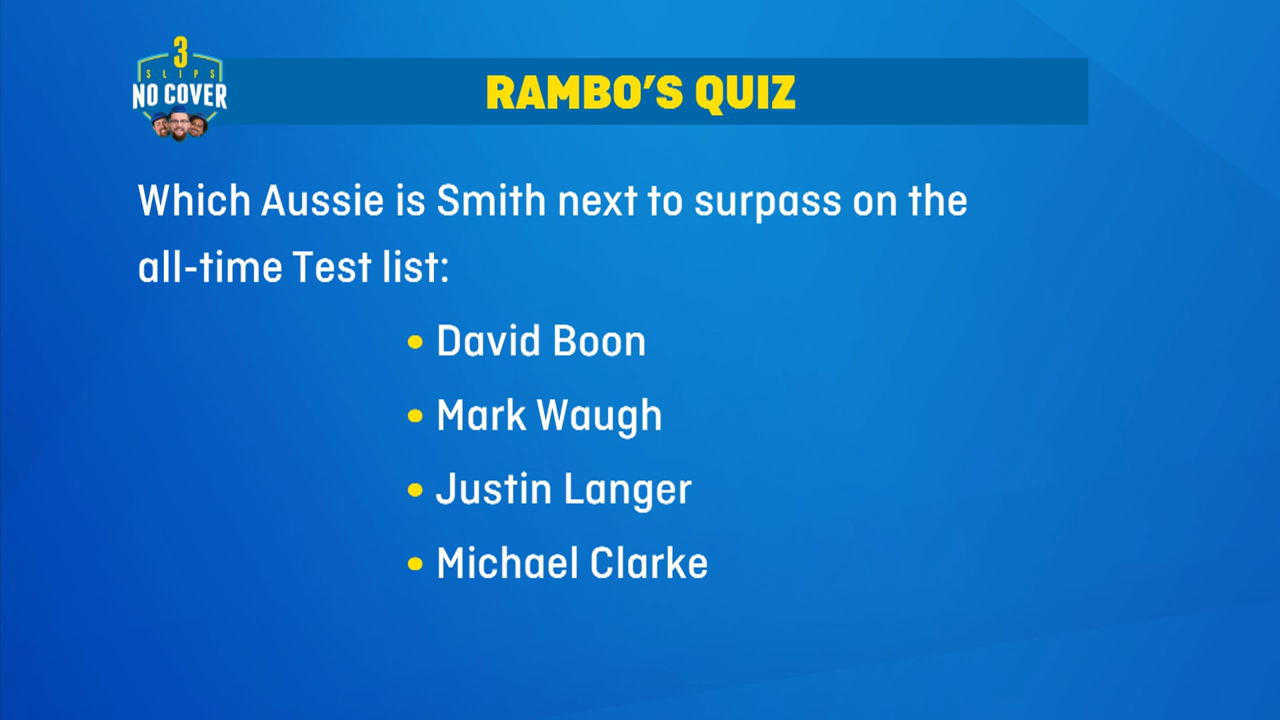 3
SLIPS
NO COVER
RAMBO'S QUIZ
Which Aussie is Smith next to surpass on the
all-time Test list:
• David Boon
• Mark Waugh
• Justin Langer
• Michael Clarke